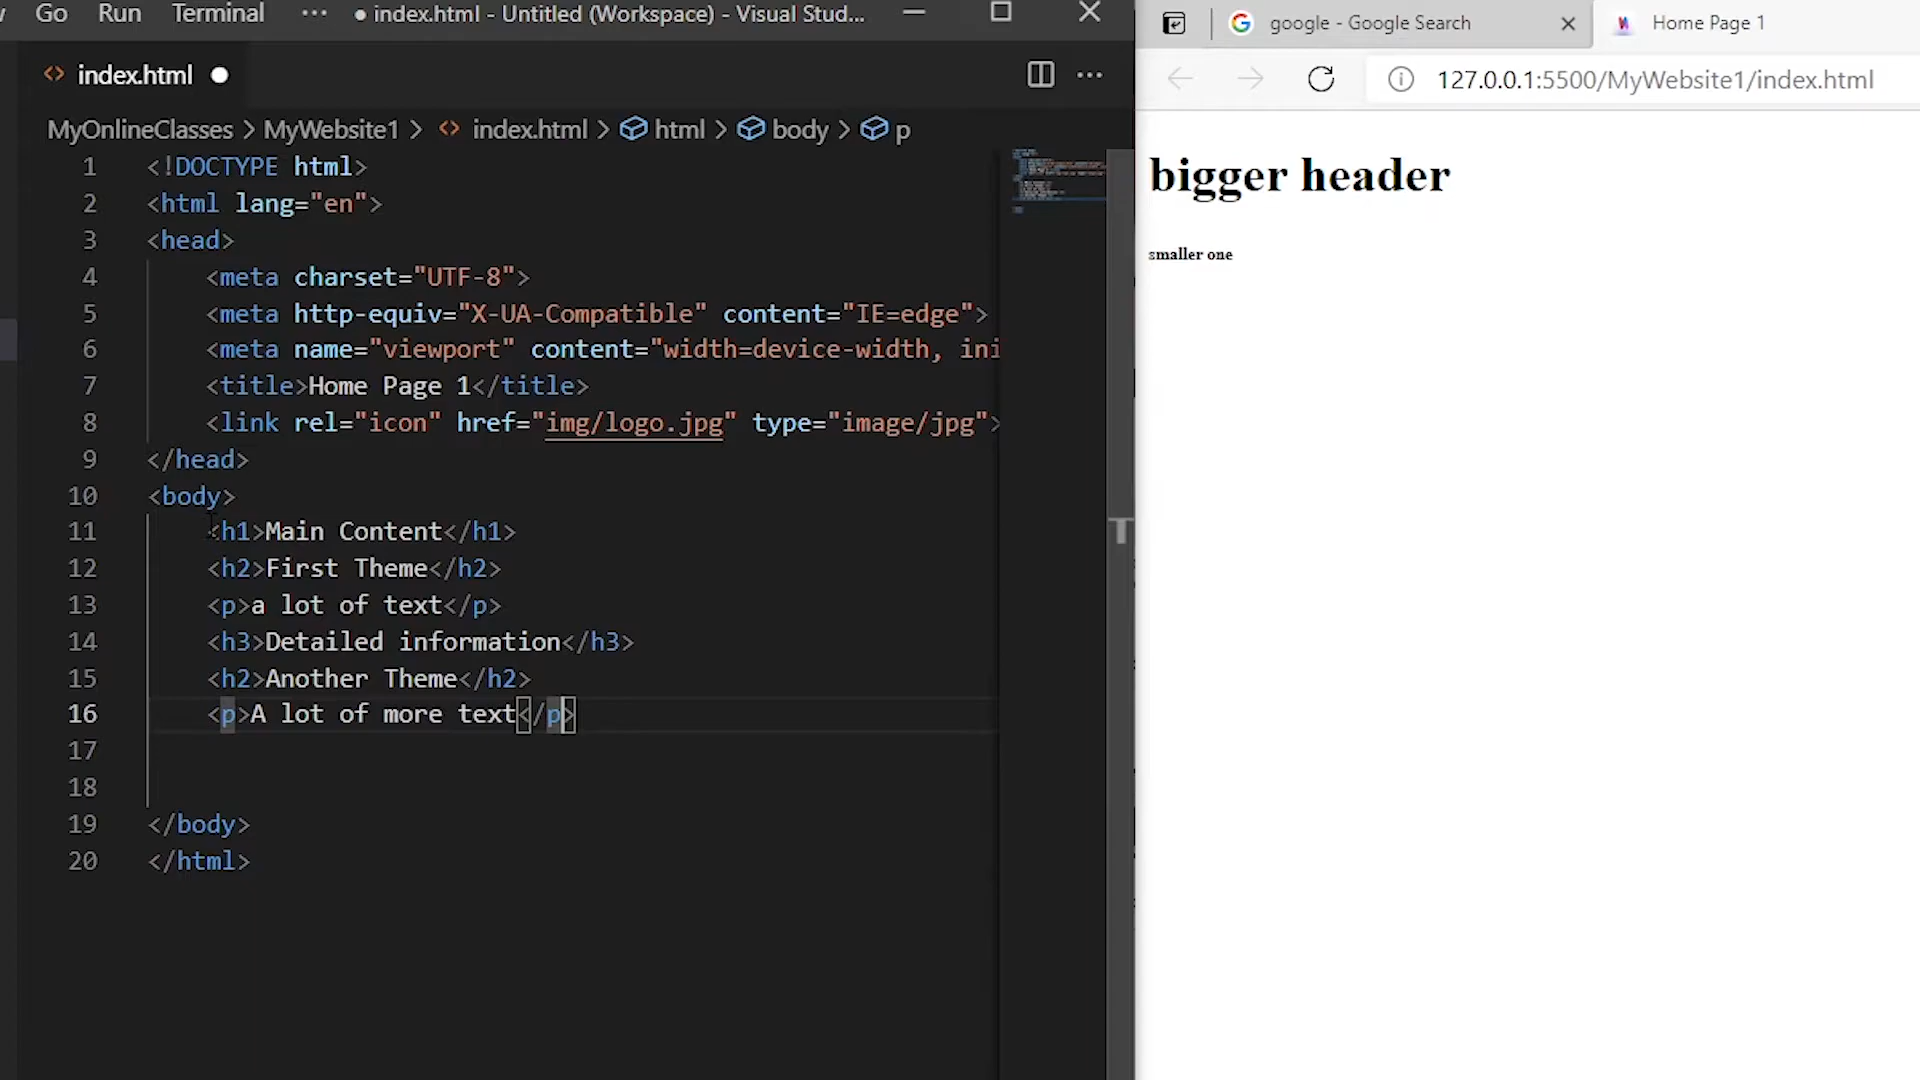 Go Run Terminal ··· ● index.html - Untitled (Workspace) - Visual Stud...
index.html
MyOnlineClasses > MyWebsite1 > index.html > html > body > p
1 <!DOCTYPE html>
2 <html lang="en">
3 <head>
4 <meta charset="UTF-8">
5 <meta http-equiv="X-UA-Compatible" content="IE=edge">
6 <meta name="viewport" content="width=device-width, ini
7 <title>Home Page 1</title>
8 <link rel="icon" href="img/logo.jpg" type="image/jpg">
9 </head>
10 <body>
11 <h1>Main Content</h1>
12 <h2>First Theme</h2>
13 <p>a lot of text</p>
14 <h3>Detailed information</h3>
15 <h2>Another Theme</h2>
16 <p>A lot of more text</p>
17
18
19 </body>
20 </html>
google - Google Search
Home Page 1
127.0.0.1:5500/MyWebsite1/index.html
bigger header
smaller one